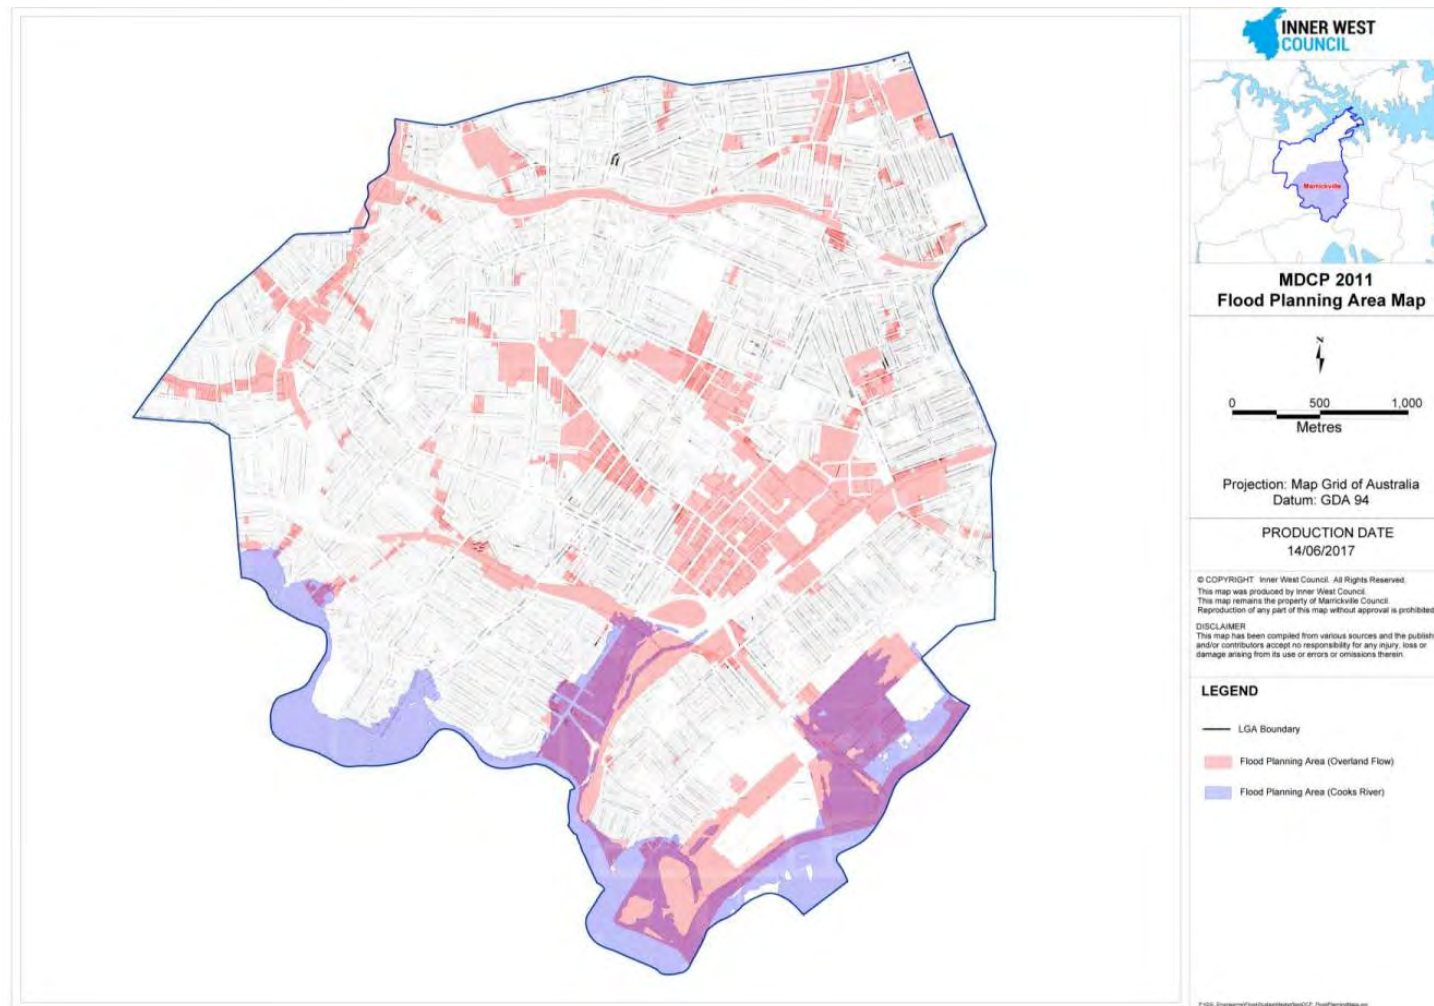 INNER WEST
COUNCIL
Marrickville
MDCP 2011
Flood Planning Area Map
N
0 500 1,000
Metres
Projection: Map Grid of Australia
Datum: GDA 94
PRODUCTION DATE
14/06/2017
© COPYRIGHT Inner West Council. All Rights Reserved.
This map was produced by Inner West Council.
This map remains the property of Marrickville Council.
Reproduction of any part of this map without approval is prohibited
DISCLAIMER
This map has been compiled from various sources and the publish
and/or contributors accept no responsibility for any injury, loss or
damage arising from its use or errors or omissions therein.
LEGEND
LGA Boundary
Flood Planning Area (Overland Flow)
Flood Planning Area (Cooks River)